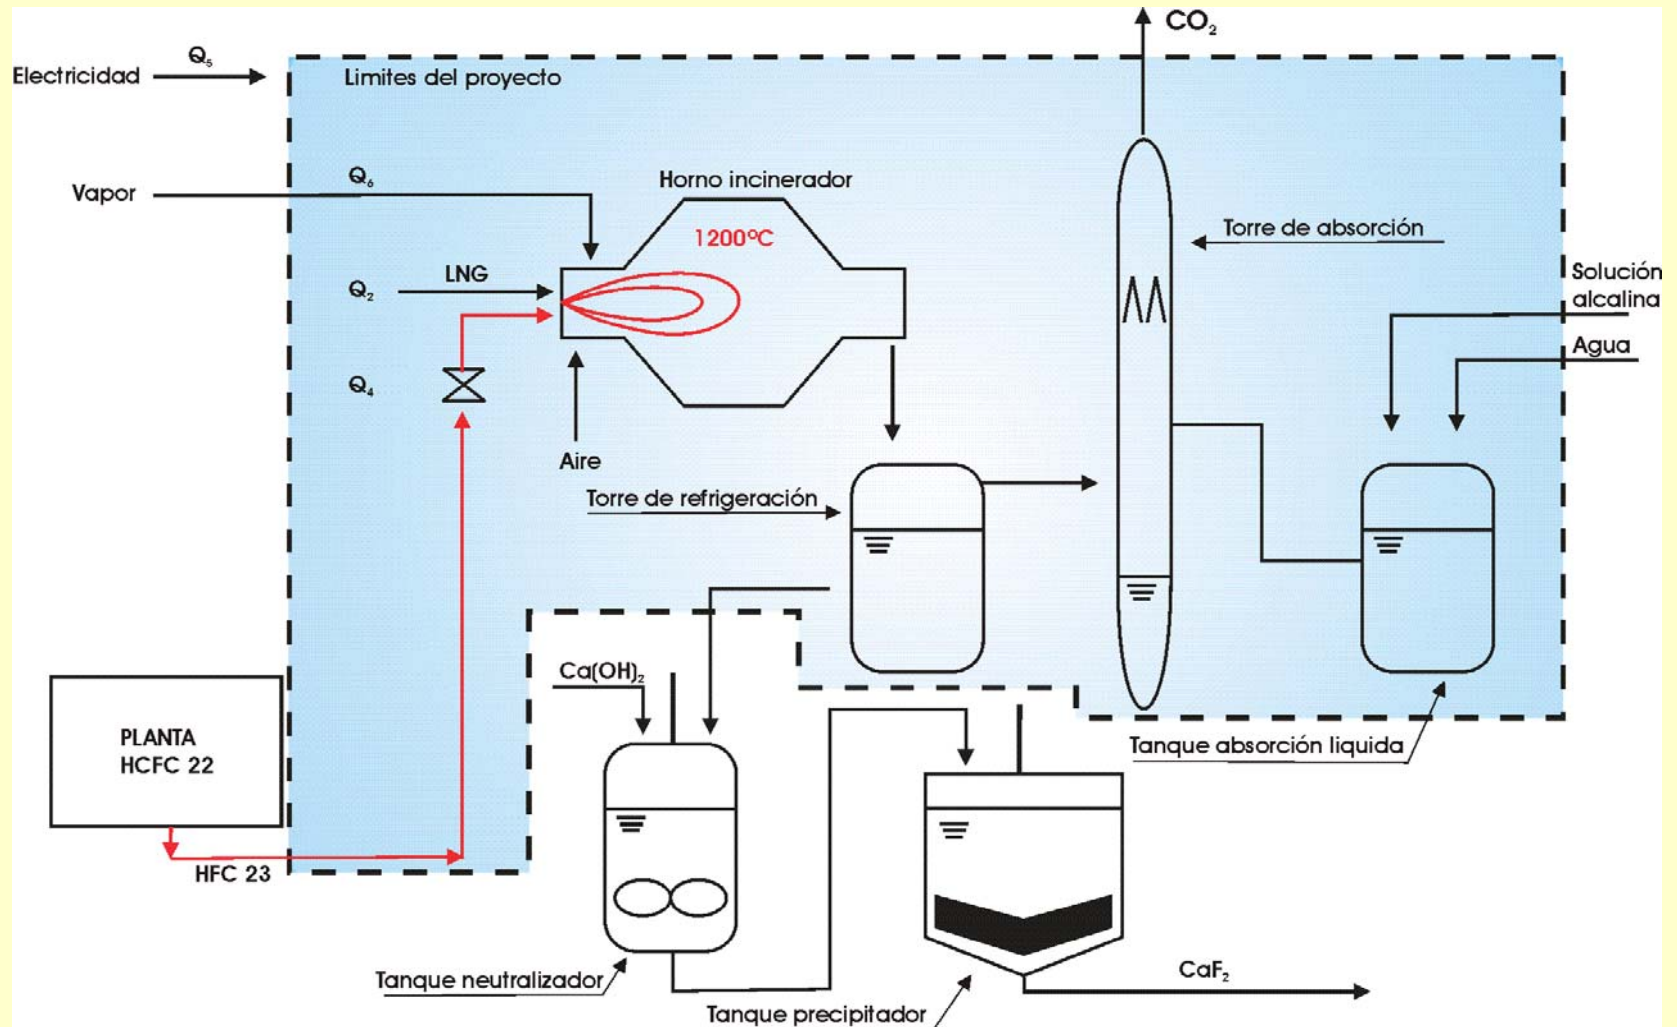 CO₂
Q₅
Electricidad
Limites del proyecto
Q₆
Vapor
Horno incinerador
1200ºC
Torre de absorción
LNG
Q₂
Solución
alcalina
Agua
Q₄
Aire
Torre de refrigeración
Ca(OH)₂
PLANTA
HCFC 22
Tanque absorción liquida
HFC 23
Tanque neutralizador
CaF₂
Tanque precipitador